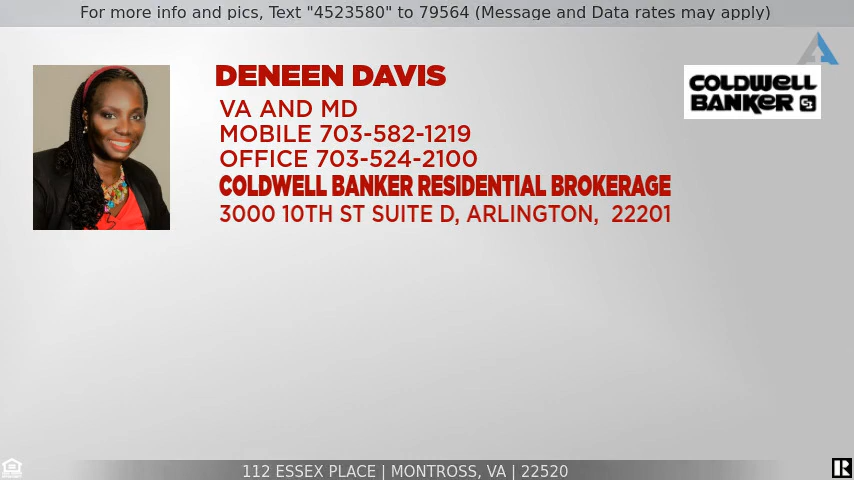 For more info and pics, Text "4523580" to 79564 (Message and Data rates may apply)
DENEEN DAVIS
VA AND MD
MOBILE 703-582-1219
OFFICE 703-524-2100
COLDWELL BANKER RESIDENTIAL BROKERAGE
3000 10TH ST SUITE D, ARLINGTON,  22201
COLDWELL
BANKER
112 ESSEX PLACE | MONTROSS, VA | 22520